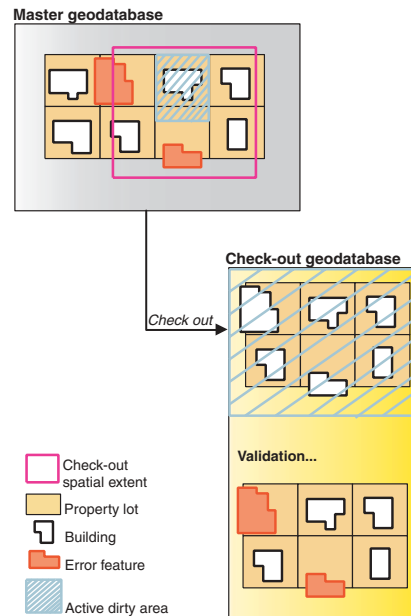 Master geodatabase
Check-out geodatabase
Check out
Validation...
Check-out
spatial extent
Property lot
Building
Error feature
Active dirty area